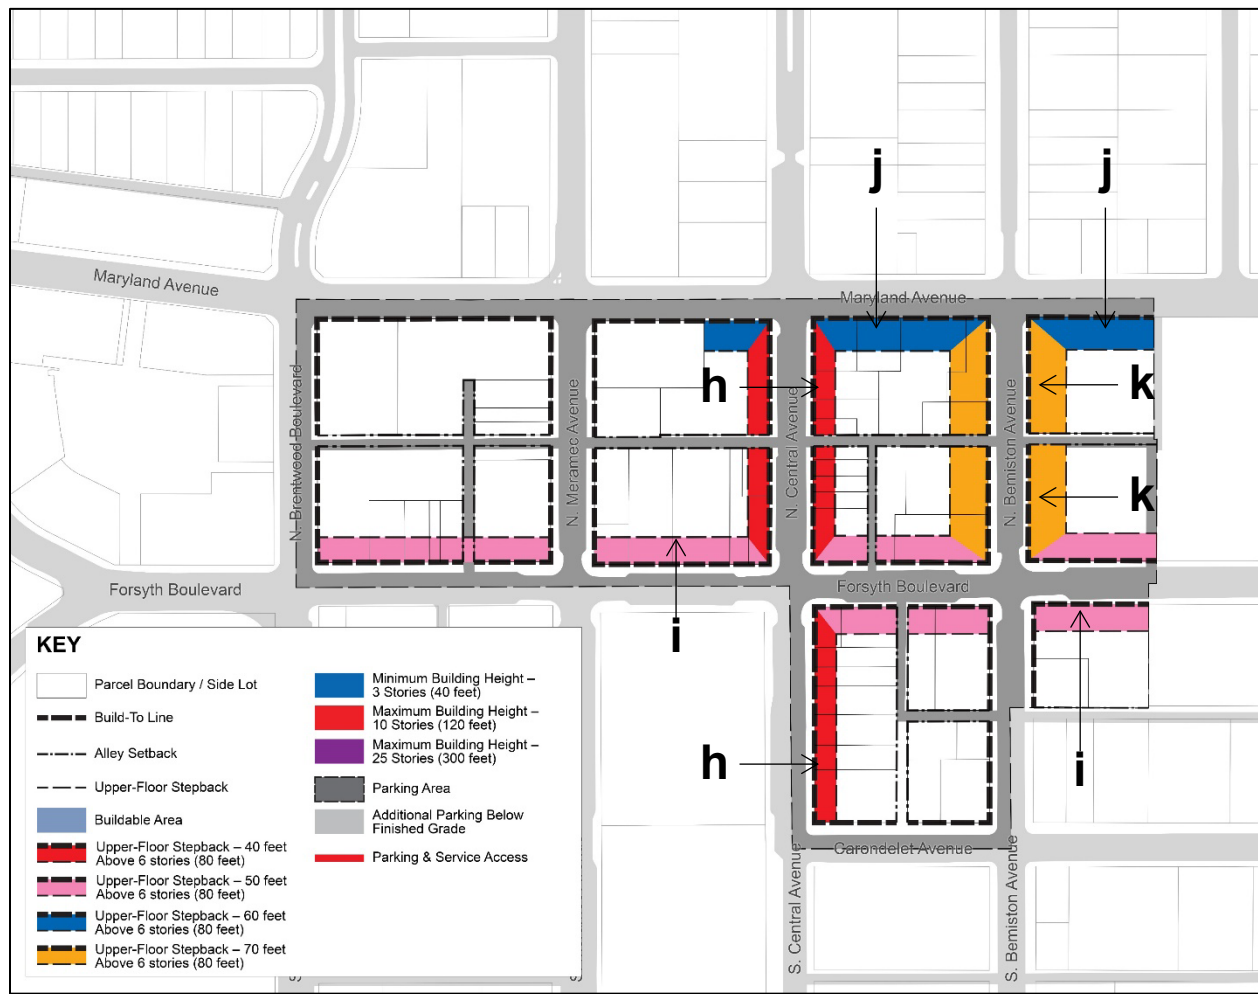 j
j
Maryland Avenue
Maryland Avenue
h
k
N. Brentwood Boulevard
N. Meramec Avenue
N. Central Avenue
N. Bemiston Avenue
k
Forsyth Boulevard
Forsyth Boulevard
i
i
h
Carondelet Avenue
S. Central Avenue
S. Bemiston Avenue
KEY
Parcel Boundary / Side Lot
Build-To Line
Alley Setback
Upper-Floor Stepback
Buildable Area
Upper-Floor Stepback – 40 feet
Above 6 stories (80 feet)
Upper-Floor Stepback – 50 feet
Above 6 stories (80 feet)
Upper-Floor Stepback – 60 feet
Above 6 stories (80 feet)
Upper-Floor Stepback – 70 feet
Above 6 stories (80 feet)
Minimum Building Height –
3 Stories (40 feet)
Maximum Building Height –
10 Stories (120 feet)
Maximum Building Height –
25 Stories (300 feet)
Parking Area
Additional Parking Below
Finished Grade
Parking & Service Access